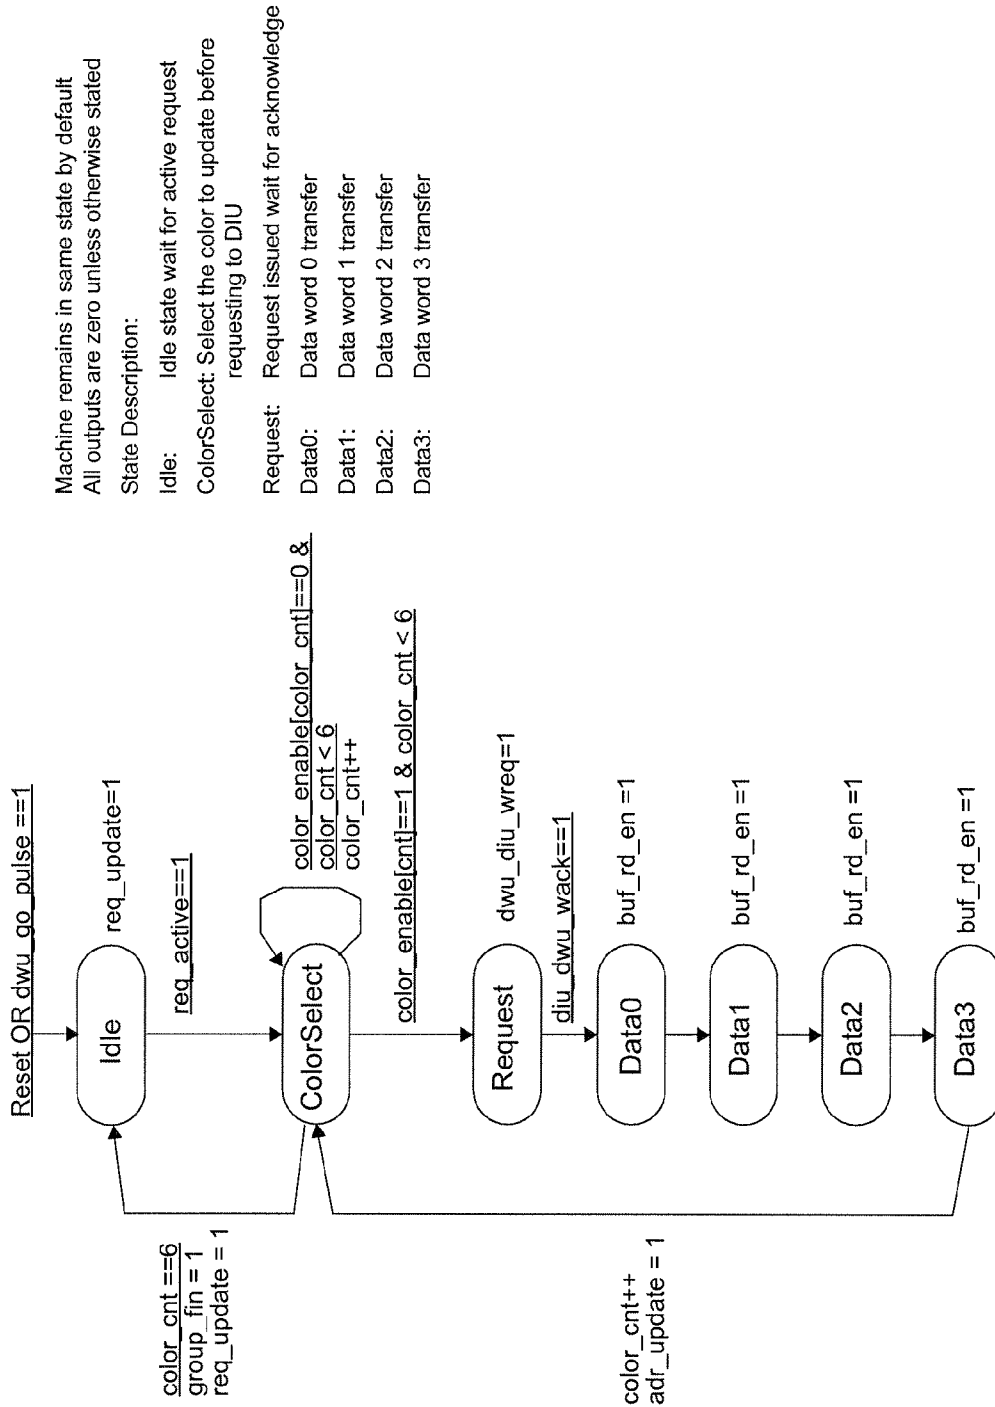 Reset OR dwu_go_pulse ==1
Idle
req_update=1
req_active==1
color_cnt ==6
group_fin = 1
req_update = 1
ColorSelect
color_enable[color_cnt]==0 &
color_cnt < 6
color_cnt++
color_enable[cnt]==1 & color_cnt < 6
Request
dwu_diu_wreq=1
diu_dwu_wack==1
Data0
buf_rd_en =1
Data1
buf_rd_en =1
Data2
buf_rd_en =1
Data3
buf_rd_en =1
color_cnt++
adr_update = 1
Machine remains in same state by default
All outputs are zero unless otherwise stated
State Description:
Idle: Idle state wait for active request
ColorSelect: Select the color to update before
requesting to DIU
Request: Request issued wait for acknowledge
Data0: Data word 0 transfer
Data1: Data word 1 transfer
Data2: Data word 2 transfer
Data3: Data word 3 transfer